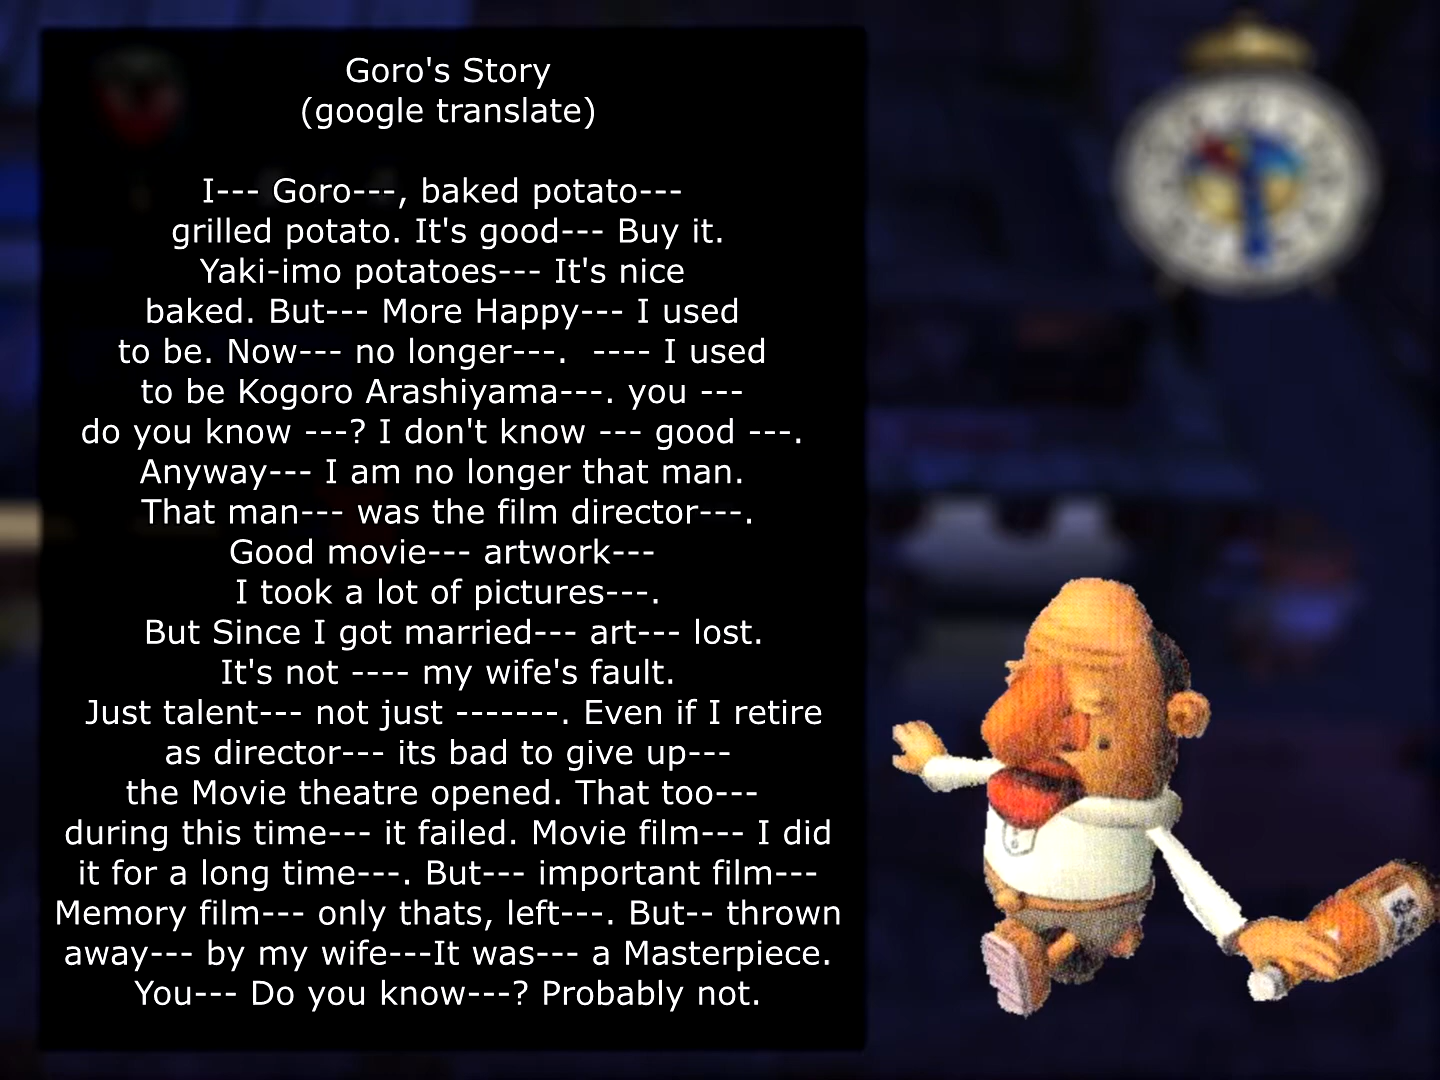 Goro's Story
(google translate)
I--- Goro---, baked potato---
grilled potato. It's good--- Buy it.
Yaki-imo potatoes--- It's nice
baked. But--- More Happy--- I used
to be. Now--- no longer---.  ---- I used
to be Kogoro Arashiyama---. you ---
do you know ---? I don't know --- good ---.
Anyway--- I am no longer that man.
That man--- was the film director---.
Good movie--- artwork---
I took a lot of pictures---.
But Since I got married--- art--- lost.
It's not ---- my wife's fault.
Just talent--- not just -------. Even if I retire
as director--- its bad to give up---
the Movie theatre opened. That too---
during this time--- it failed. Movie film--- I did
it for a long time---. But--- important film---
Memory film--- only thats, left---. But-- thrown
away--- by my wife---It was--- a Masterpiece.
You--- Do you know---? Probably not.